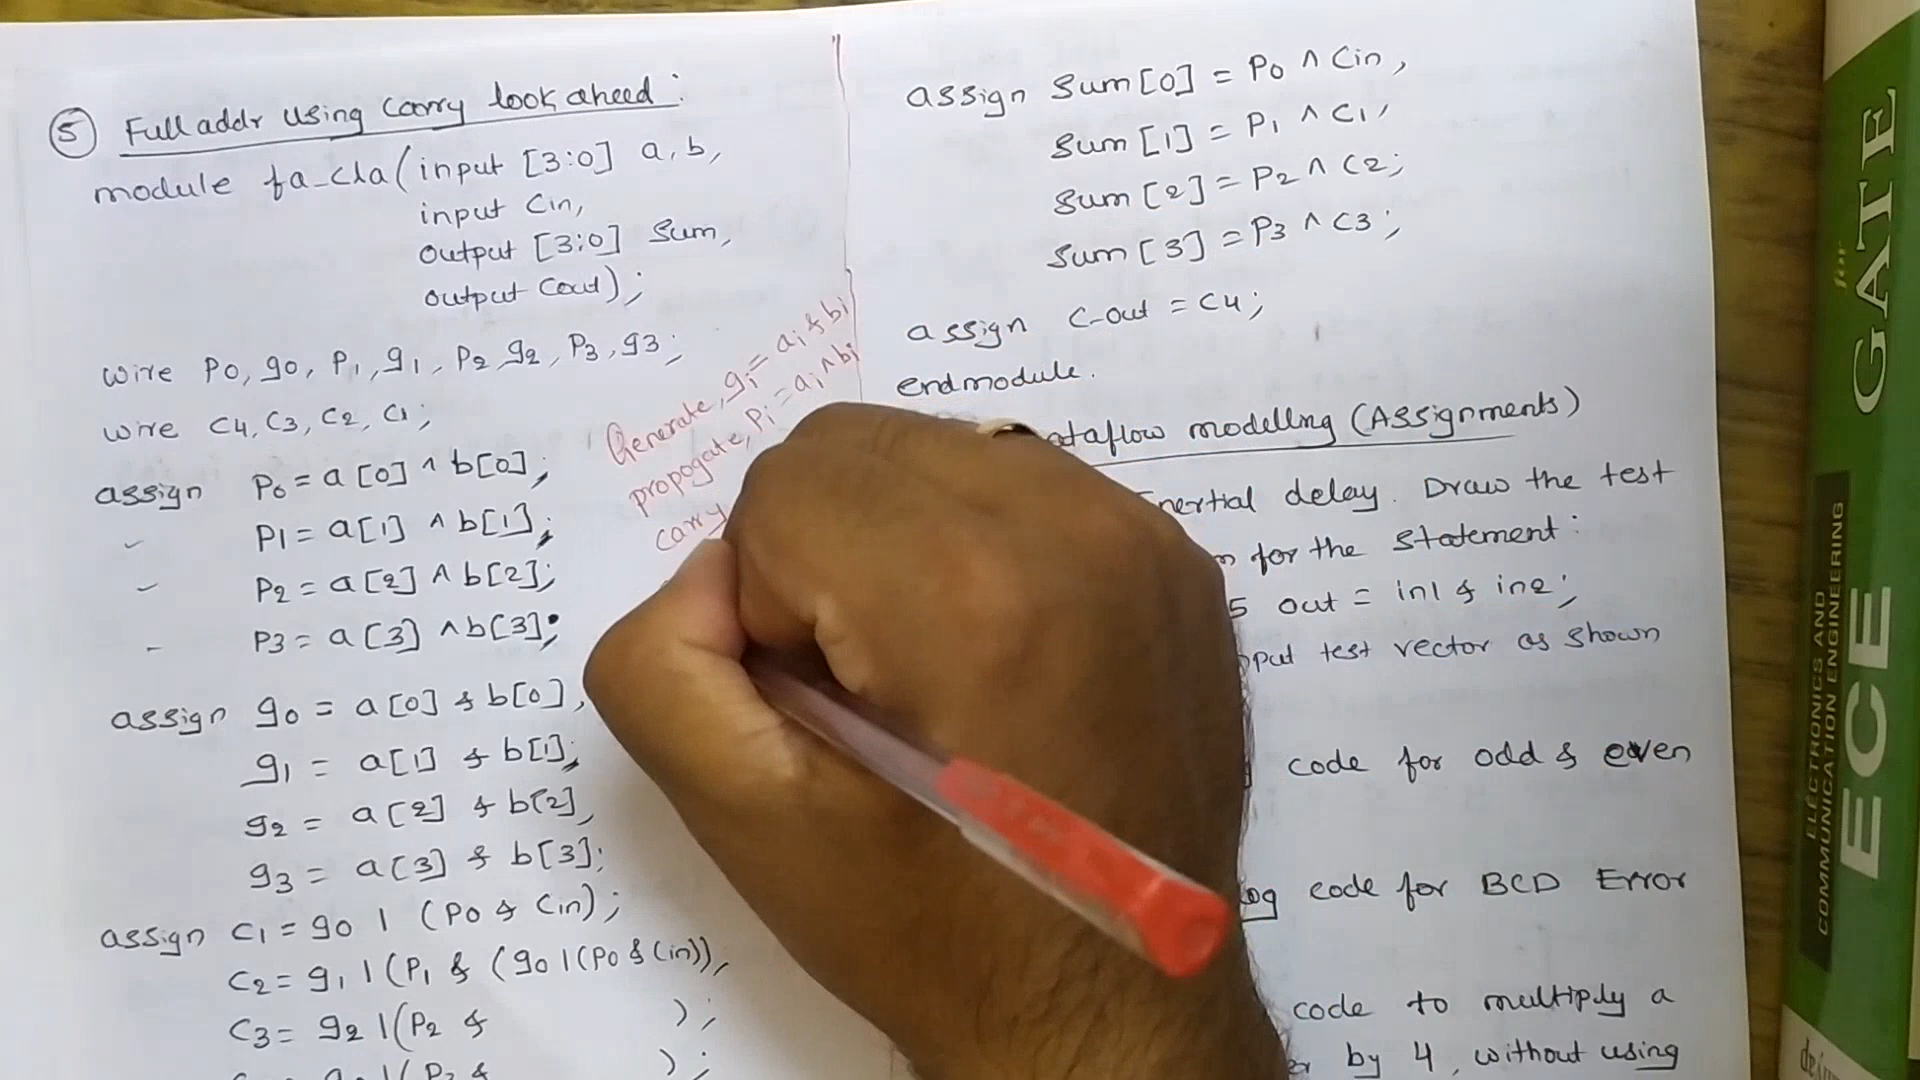 5 Full addr using carry look aheed :
module fa_cla(input [3:0] a, b,
input Cin,
output [3:0] Sum,
output Cout);
wire P0, g0, P1, g1, P2 g2, P3, g3;
wire C4, C3, C2, C1;
assign P0 = a[0] ^ b[0];
P1 = a[1] ^ b[1];
P2 = a[2] ^ b[2];
P3 = a[3] ^ b[3];
assign g0 = a[0] & b[0],
g1 = a[1] & b[1];
g2 = a[2] & b[2],
g3 = a[3] & b[3];
assign C1 = g0 | (P0 & Cin);
C2 = g1 | (P1 & (g0 | (P0 & Cin)),
C3 = g2 | (P2 & );
| ( P3 & );
Generate, gi = ai & bi
propogate, Pi = ai ^ bi
carry
assign Sum[0] = P0 ^ Cin,
Sum[1] = P1 ^ C1,
Sum[2] = P2 ^ C2;
Sum[3] = P3 ^ C3;
assign C_out = C4;
endmodule.
ataflow modelling (Assignments)
nertial delay. Draw the test
for the statement :
5 out = in1 & in2;
put test vector as shown
code for odd & even
og code for BCD Error
code to multiply a
by 4, without using
for
GATE
ELECTRONICS AND
COMMUNICATION ENGINEERING
ECE